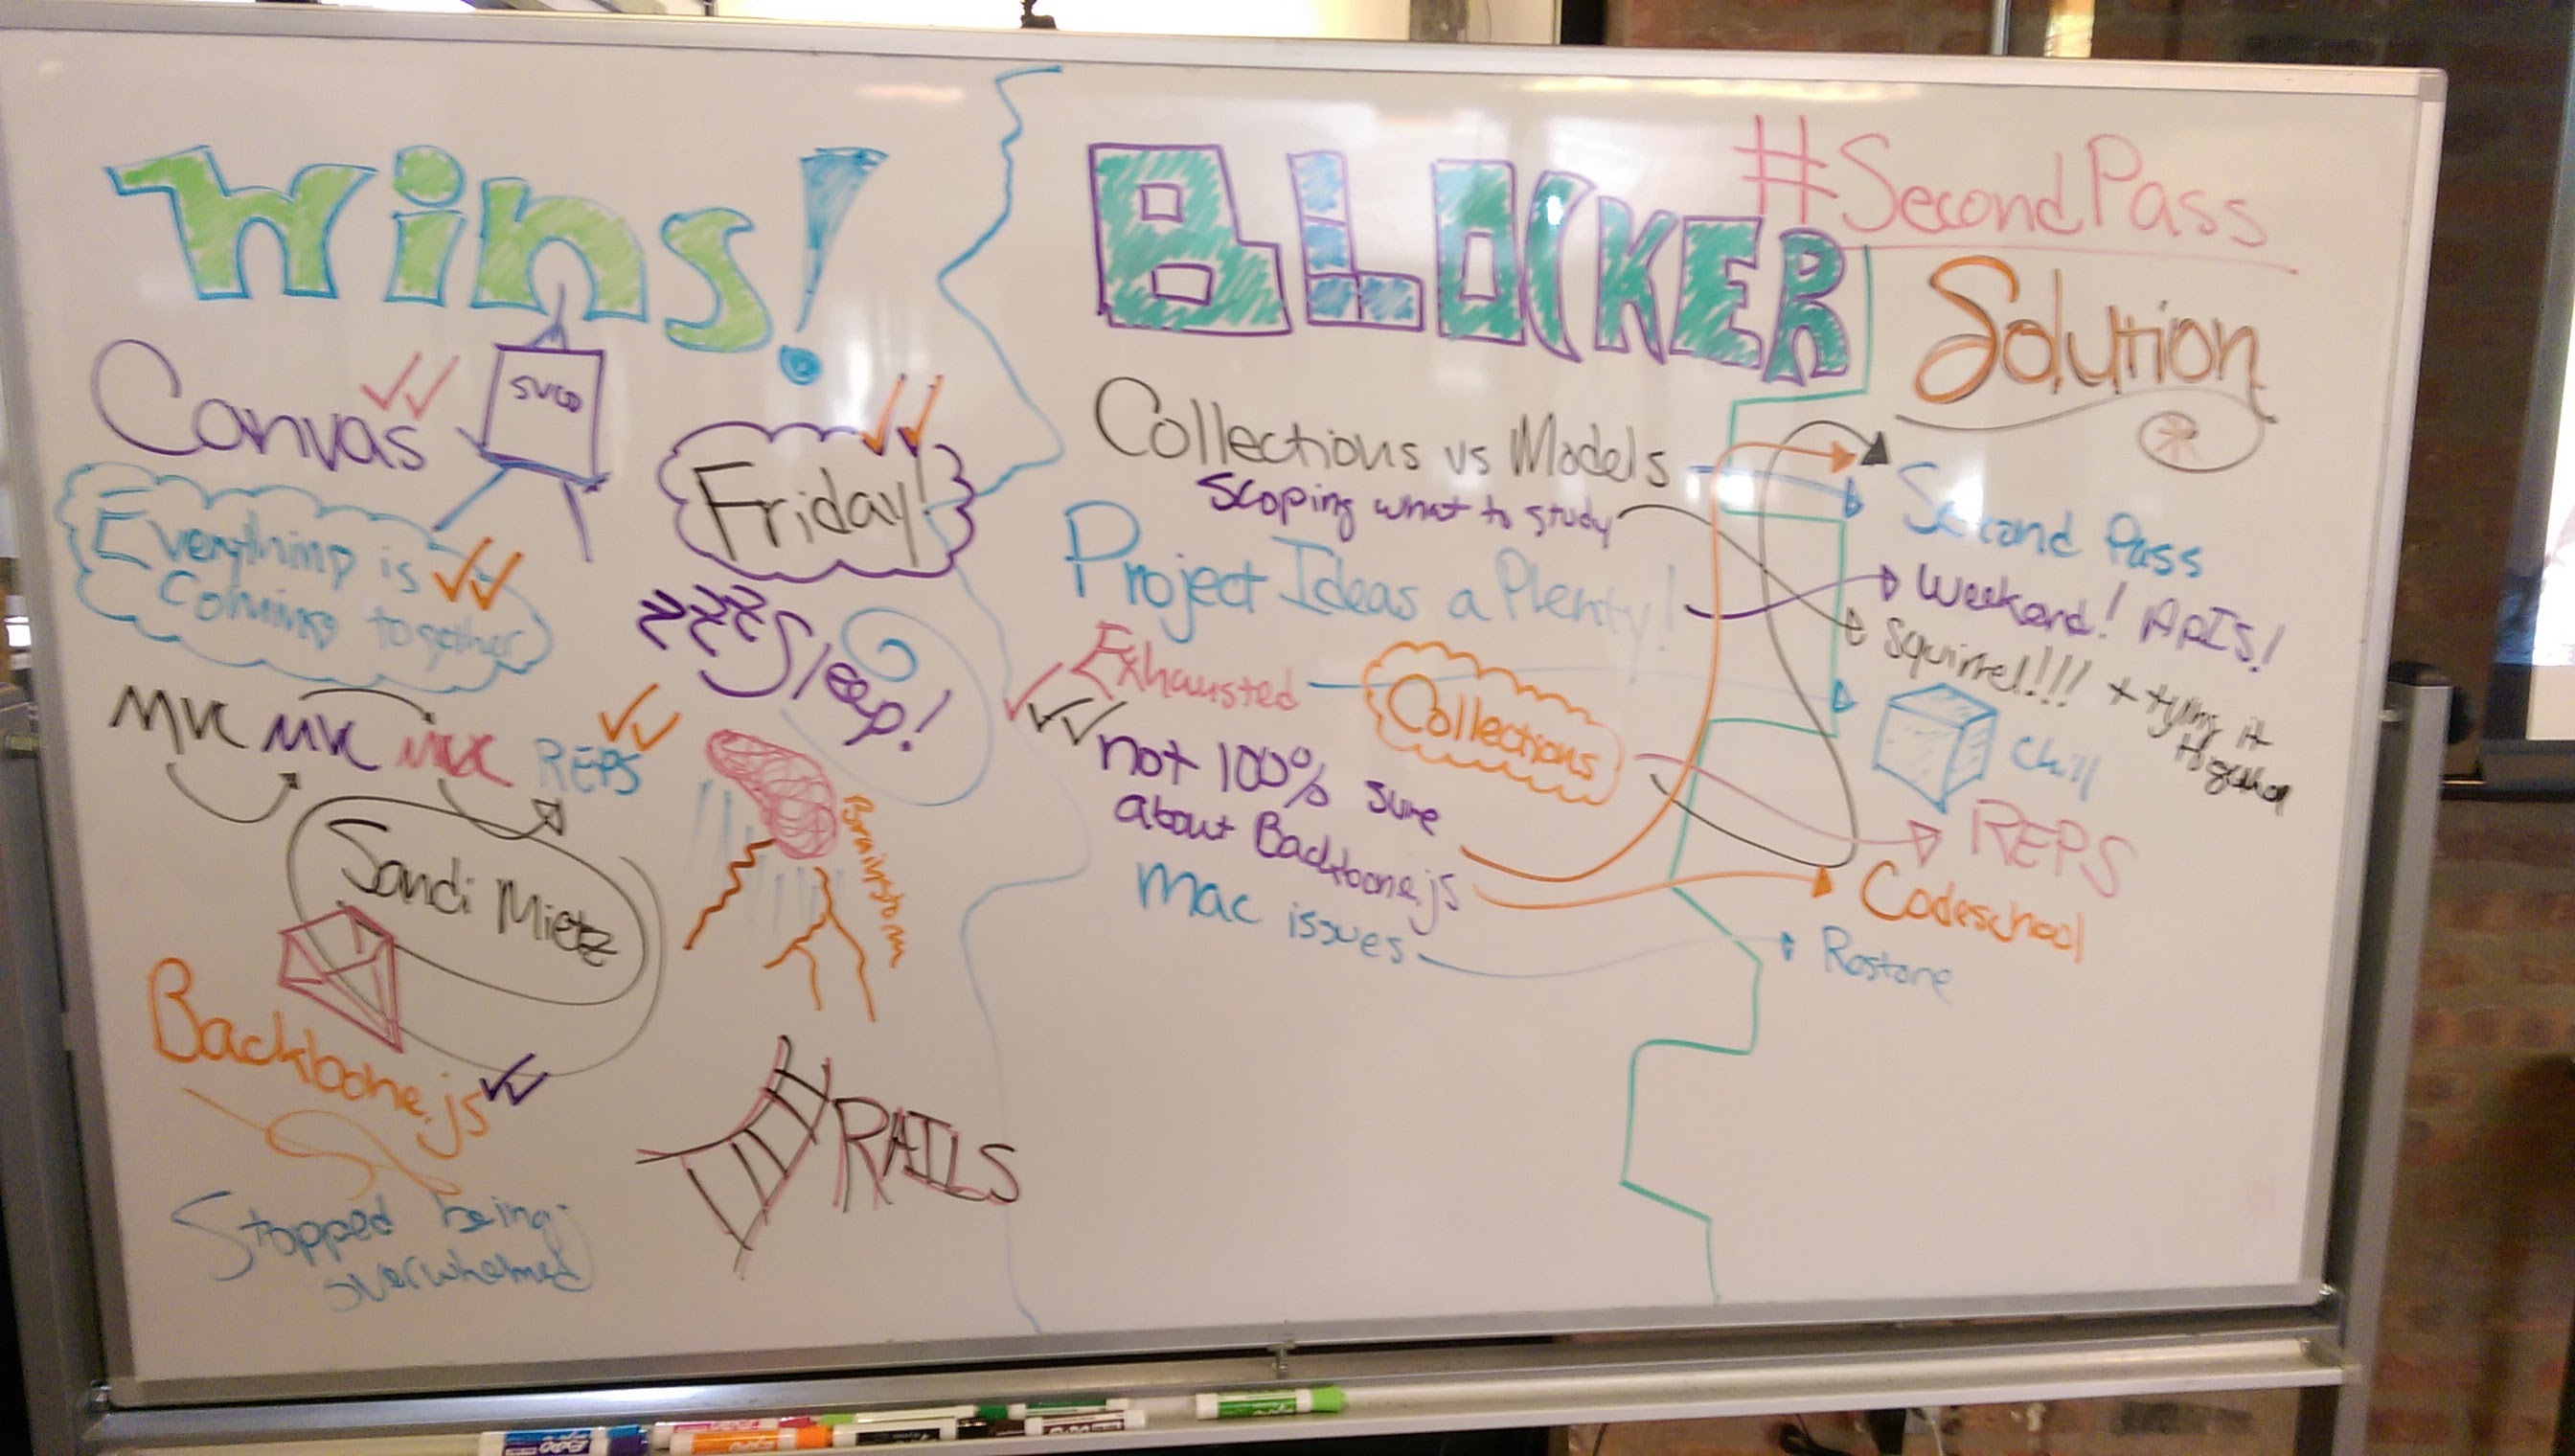 Wins!
Canvas
Friday!
Everything is
Coming together
zzz Sleep!
MVC MVC MVC REPS
Brainstorm
Sandi Mietz
Backbone.js
RAILS
Stopped being
overwhelmed
BLOCKER
Collections vs Models
Scoping what to study
Project Ideas a Plenty!
Exhausted
Collections
not 100% sure
about Backbone.js
Mac issues
#SecondPass
Solution
Second Pass
Weekend! APIs!
Squirrel!!! + tying it
together
Chill
REPS
Codeschool
Restore
EXPO